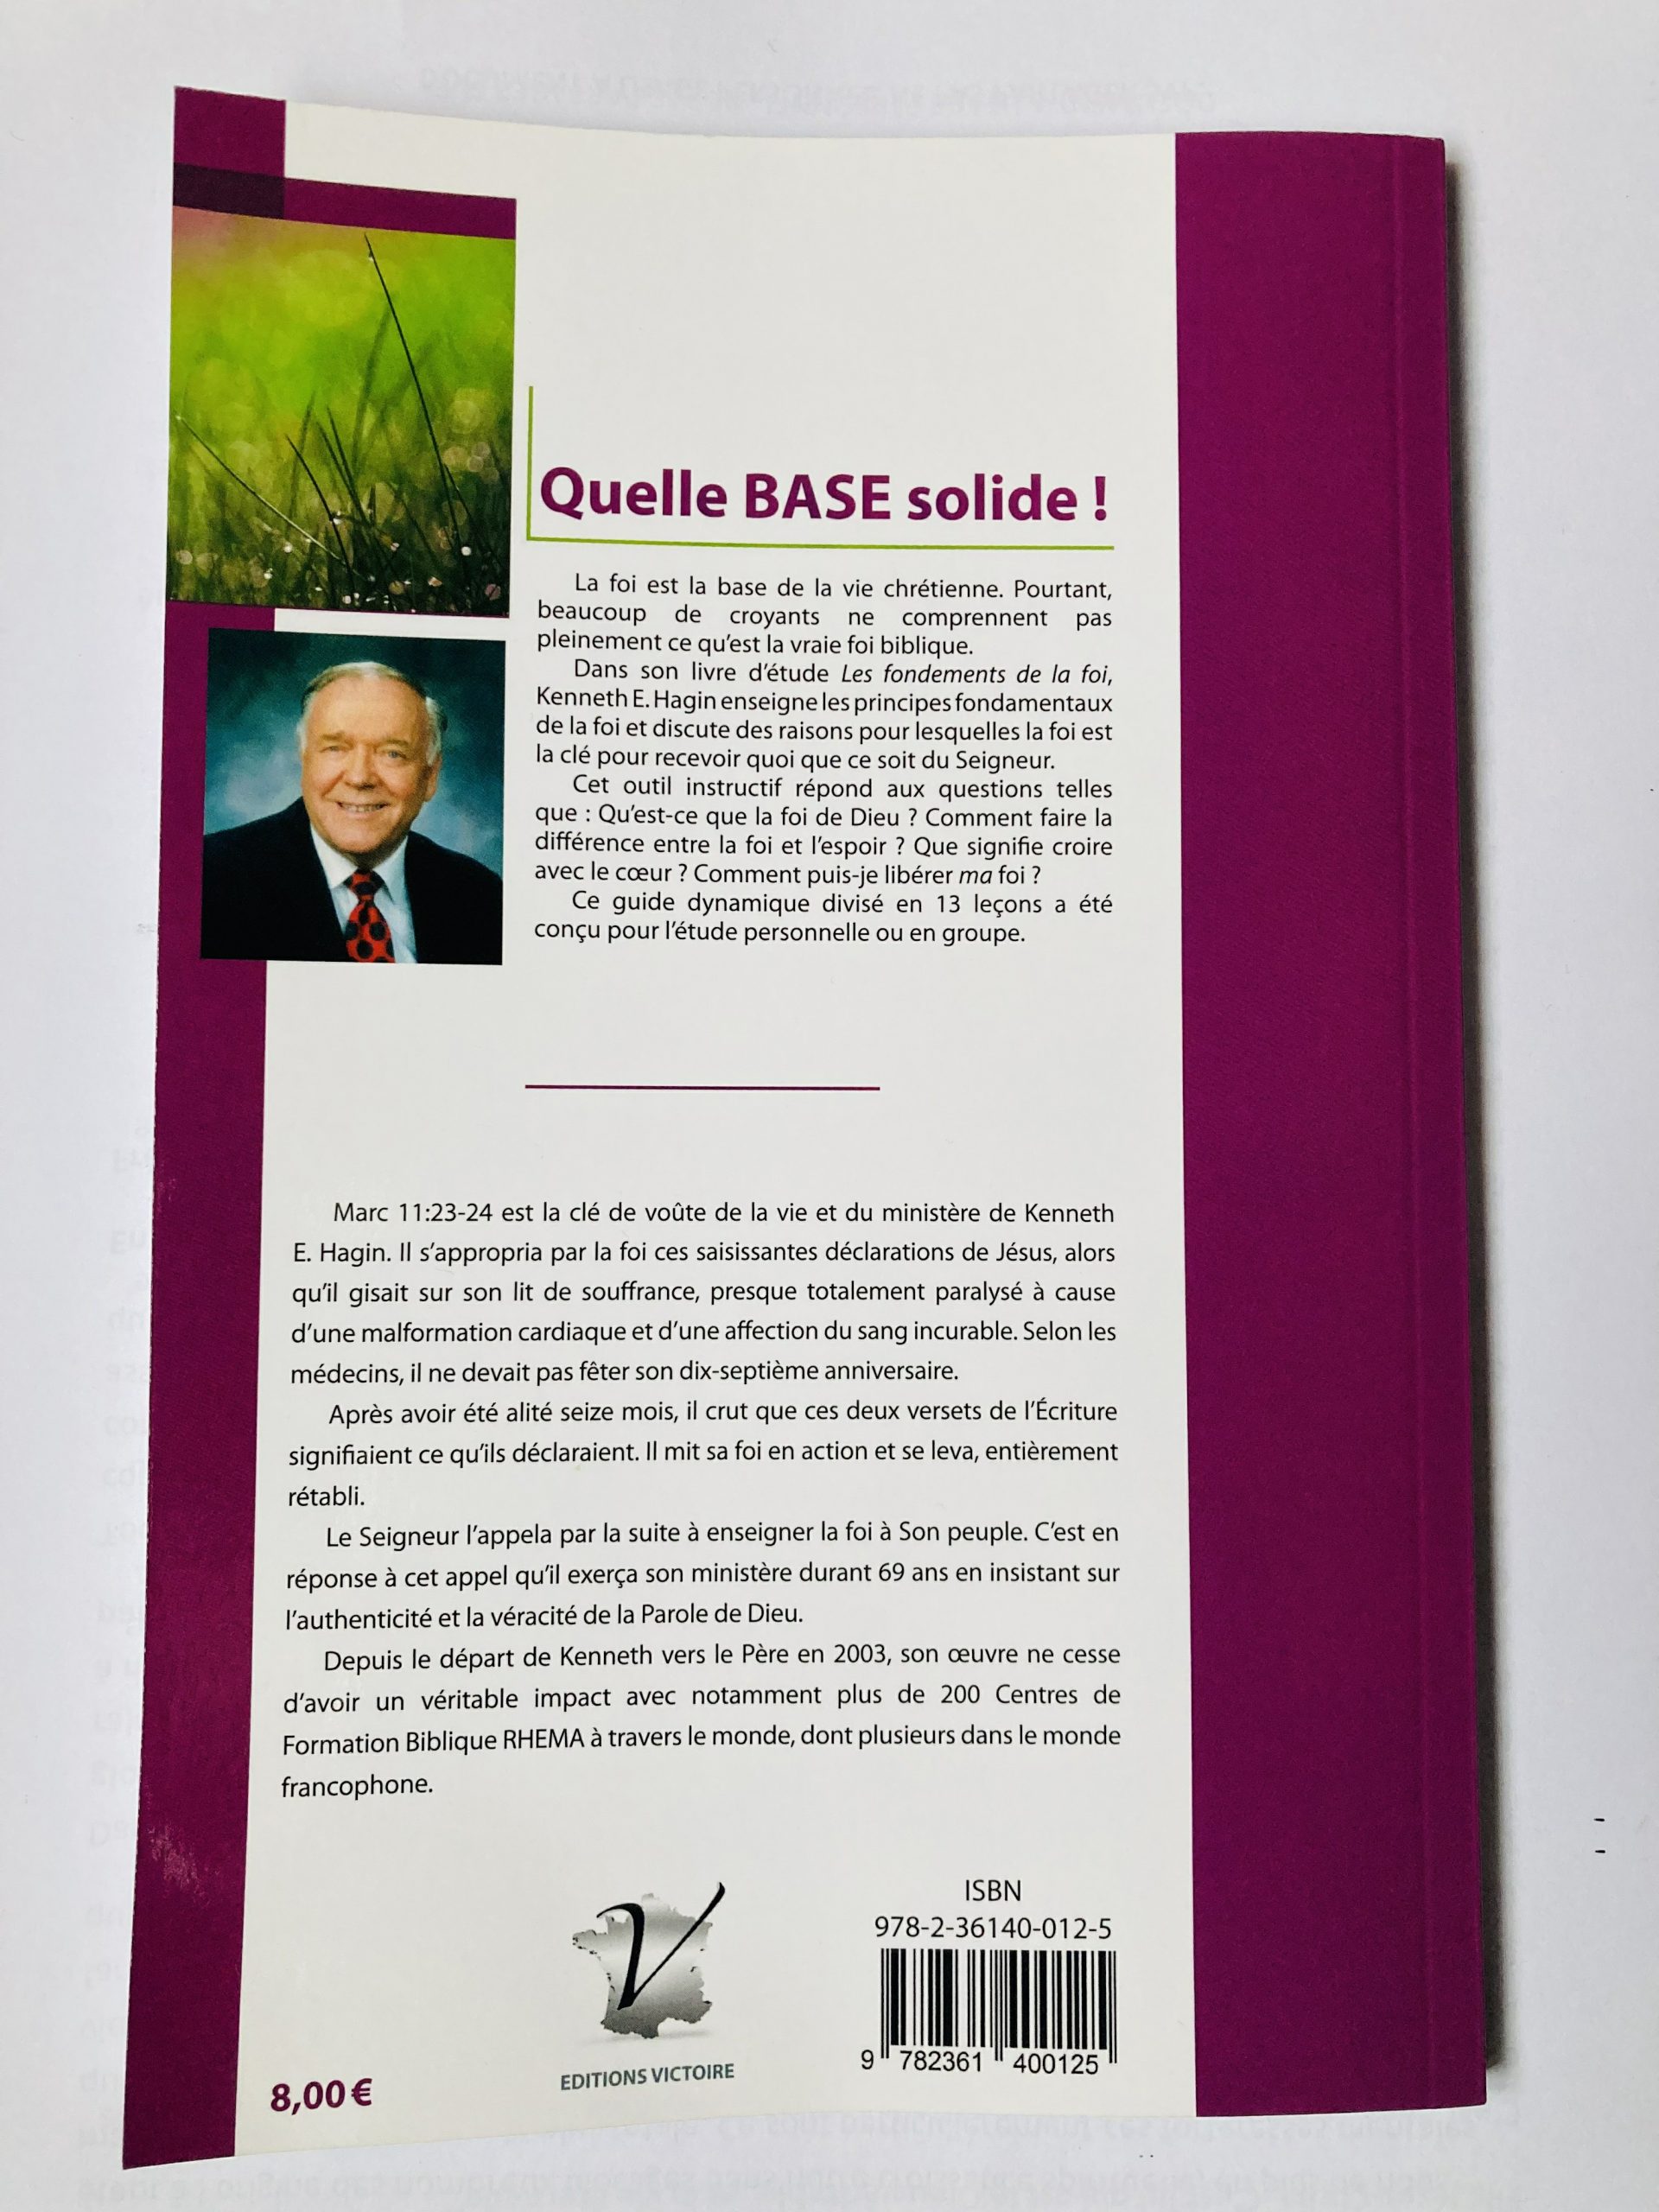 Quelle BASE solide !
La foi est la base de la vie chrétienne. Pourtant,
beaucoup de croyants ne comprennent pas
pleinement ce qu'est la vraie foi biblique.
Dans son livre d'étude Les fondements de la foi,
Kenneth E. Hagin enseigne les principes fondamentaux
de la foi et discute des raisons pour lesquelles la foi est
la clé pour recevoir quoi que ce soit du Seigneur.
Cet outil instructif répond aux questions telles
que : Qu'est-ce que la foi de Dieu ? Comment faire la
différence entre la foi et l'espoir ? Que signifie croire
avec le cœur ? Comment puis-je libérer ma foi ?
Ce guide dynamique divisé en 13 leçons a été
conçu pour l'étude personnelle ou en groupe.
Marc 11:23-24 est la clé de voûte de la vie et du ministère de Kenneth
E. Hagin. Il s'appropria par la foi ces saisissantes déclarations de Jésus, alors
qu'il gisait sur son lit de souffrance, presque totalement paralysé à cause
d'une malformation cardiaque et d'une affection du sang incurable. Selon les
médecins, il ne devait pas fêter son dix-septième anniversaire.
Après avoir été alité seize mois, il crut que ces deux versets de l'Écriture
signifiaient ce qu'ils déclaraient. Il mit sa foi en action et se leva, entièrement
rétabli.
Le Seigneur l'appela par la suite à enseigner la foi à Son peuple. C'est en
réponse à cet appel qu'il exerça son ministère durant 69 ans en insistant sur
l'authenticité et la véracité de la Parole de Dieu.
Depuis le départ de Kenneth vers le Père en 2003, son œuvre ne cesse
d'avoir un véritable impact avec notamment plus de 200 Centres de
Formation Biblique RHEMA à travers le monde, dont plusieurs dans le monde
francophone.
V
EDITIONS VICTOIRE
ISBN
978-2-36140-012-5
9 782361 400125
8,00 €